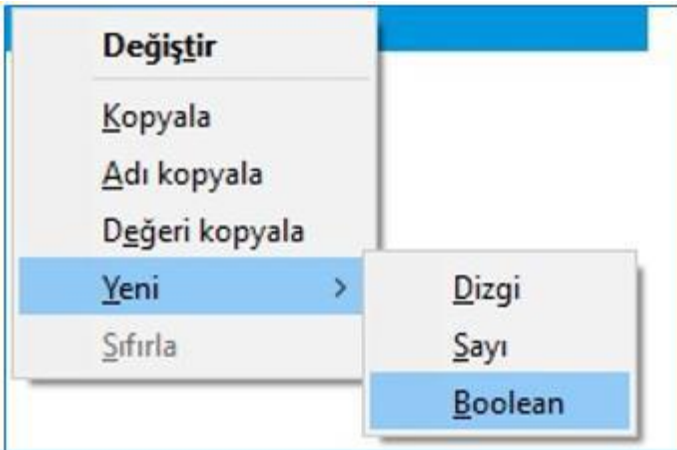 Değiştir
Kopyala
Adı kopyala
Değeri kopyala
Yeni
Sıfırla
Dizgi
Sayı
Boolean